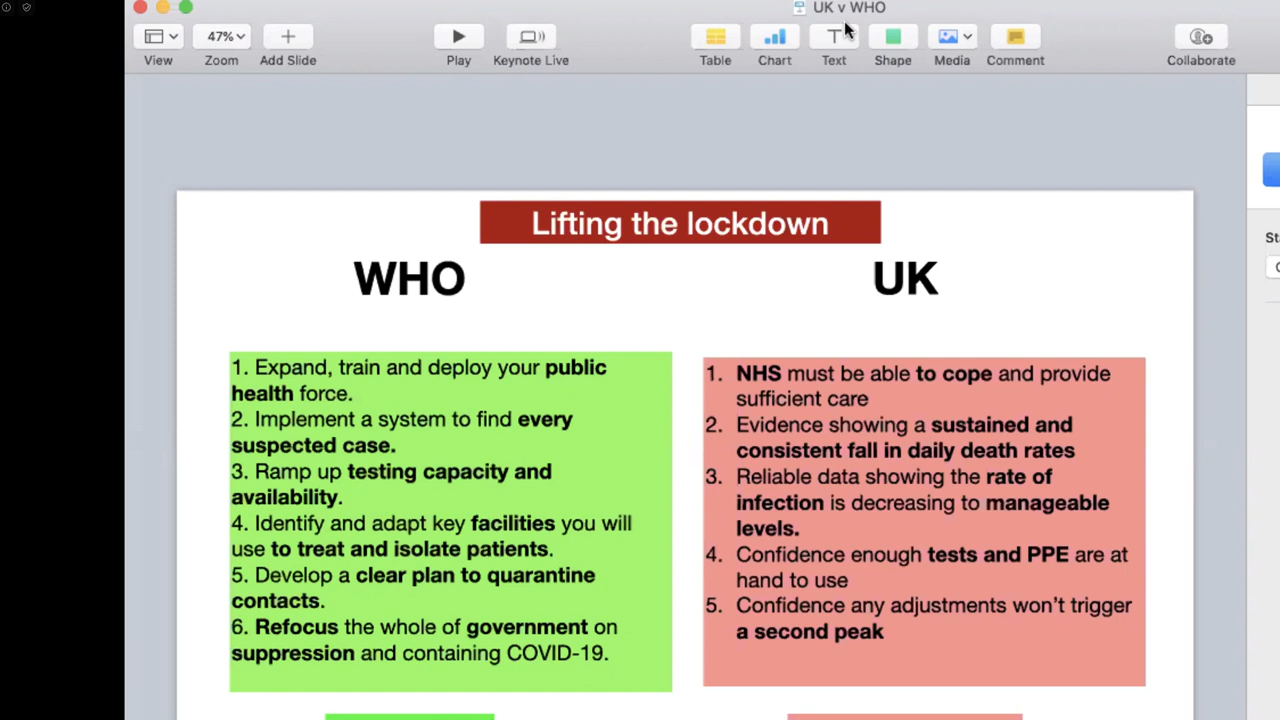 UK v WHO
47%
View
Zoom
Add Slide
Play
Keynote Live
Table
Chart
Text
Shape
Media
Comment
Collaborate
Lifting the lockdown
WHO
1. Expand, train and deploy your public
health force.
2. Implement a system to find every
suspected case.
3. Ramp up testing capacity and
availability.
4. Identify and adapt key facilities you will
use to treat and isolate patients.
5. Develop a clear plan to quarantine
contacts.
6. Refocus the whole of government on
suppression and containing COVID-19.
UK
1. NHS must be able to cope and provide
sufficient care
2. Evidence showing a sustained and
consistent fall in daily death rates
3. Reliable data showing the rate of
infection is decreasing to manageable
levels.
4. Confidence enough tests and PPE are at
hand to use
5. Confidence any adjustments won't trigger
a second peak